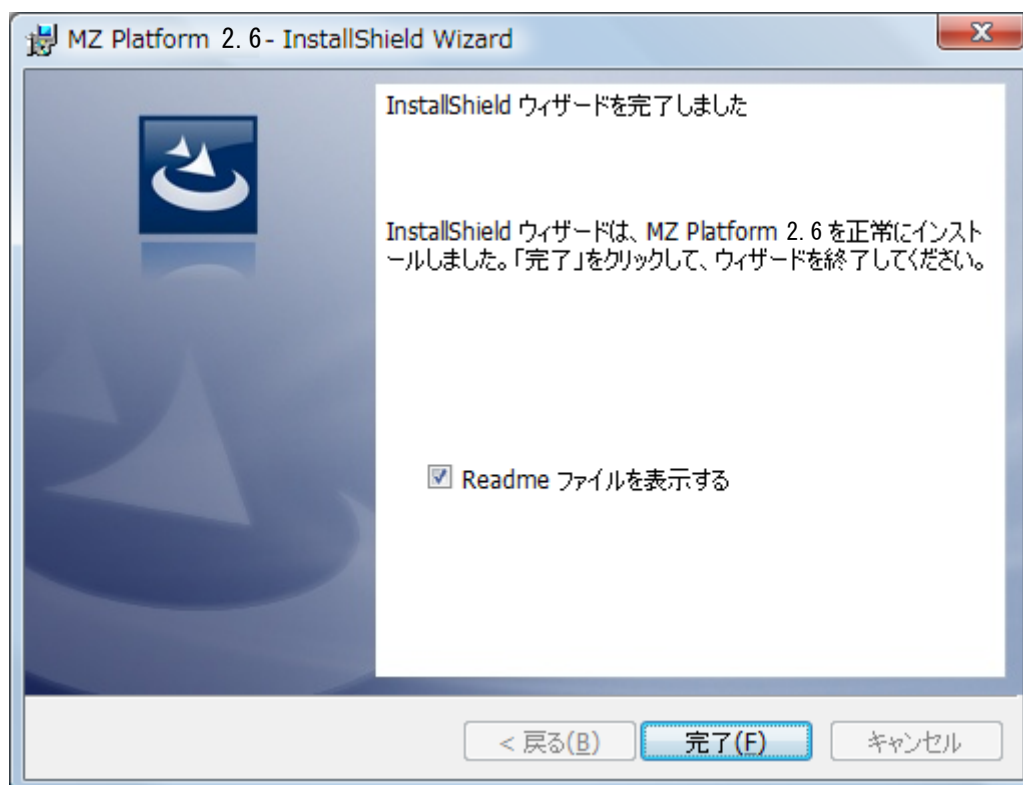 MZ Platform 2.6- InstallShield Wizard
InstallShield ウィザードを完了しました
InstallShield ウィザードは、MZ Platform 2.6 を正常にインスト
ールしました。「完了」をクリックして、ウィザードを終了してください。
Readme ファイルを表示する
< 戻る(B)
完了(F)
キャンセル